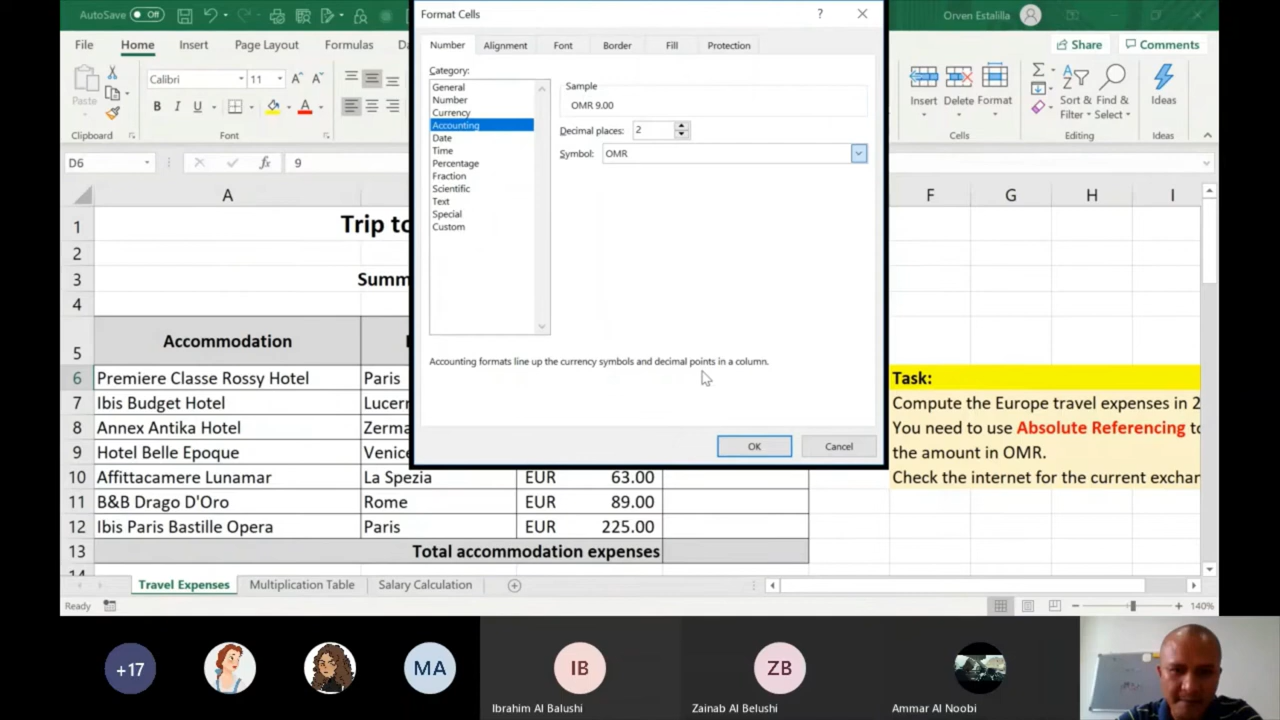 AutoSave Off
Format Cells
?
Orven Estalilla
File Home Insert Page Layout Formulas
Share Comments
Number Alignment Font Border Fill Protection
Paste
Clipboard
Calibri 11
B I U
Font
Insert Delete Format
Cells
Sort & Find &
Filter Select
Editing
Ideas
Ideas
Category:
General
Number
Currency
Accounting
Date
Time
Percentage
Fraction
Scientific
Text
Special
Custom
Sample
OMR 9.00
Decimal places: 2
Symbol: OMR
Accounting formats line up the currency symbols and decimal points in a column.
OK Cancel
D6 fx 9
A F G H I
1 Trip to
2
3 Summ
4
5 Accommodation
6 Premiere Classe Rossy Hotel Paris
7 Ibis Budget Hotel Lucern
8 Annex Antika Hotel Zerma
9 Hotel Belle Epoque Venice
10 Affittacamere Lunamar La Spezia EUR 63.00
11 B&B Drago D'Oro Rome EUR 89.00
12 Ibis Paris Bastille Opera Paris EUR 225.00
13 Total accommodation expenses
14
Task:
Compute the Europe travel expenses in 2
You need to use Absolute Referencing to
the amount in OMR.
Check the internet for the current exchar
Travel Expenses Multiplication Table Salary Calculation
Ready
140%
+17
MA
IB
ZB
Ibrahim Al Balushi
Zainab Al Belushi
Ammar Al Noobi